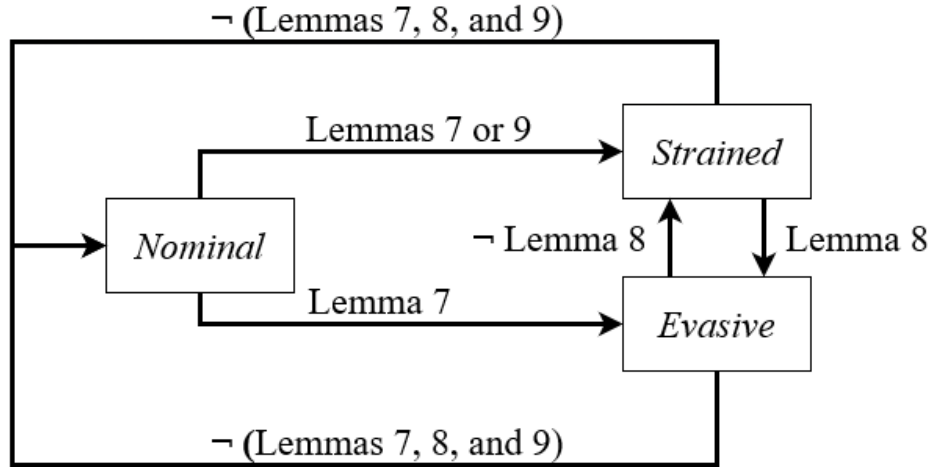 ¬ (Lemmas 7, 8, and 9)
Lemmas 7 or 9
Strained
Nominal
¬ Lemma 8
Lemma 8
Lemma 7
Evasive
¬ (Lemmas 7, 8, and 9)